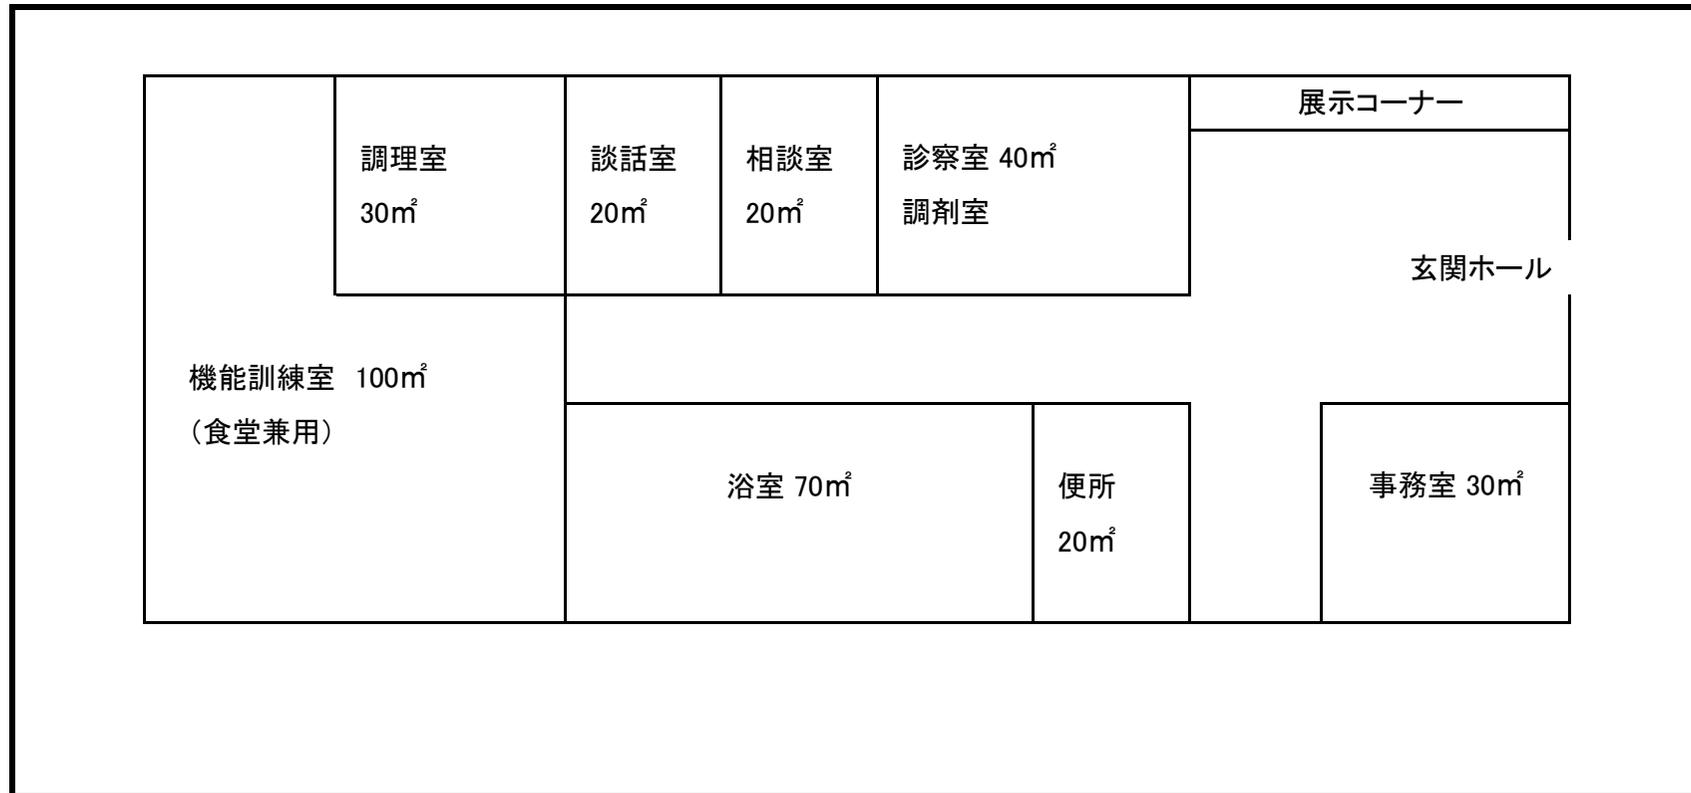 展示コーナー
調理室
30㎡
談話室
20㎡
相談室
20㎡
診察室 40㎡
調剤室
玄関ホール
機能訓練室　100㎡
（食堂兼用）
浴室 70㎡
便所
20㎡
事務室 30㎡